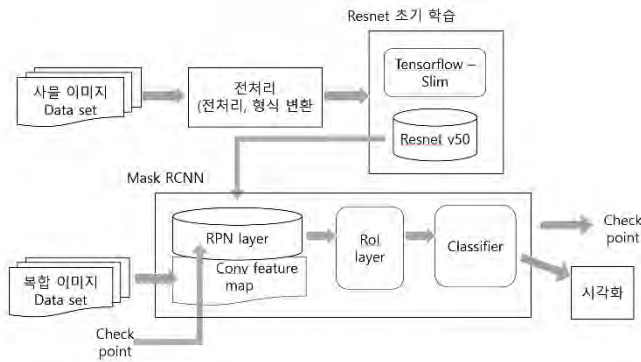 Resnet 초기 학습
사물 이미지
Data set
전처리
(전처리, 형식 변환
Tensorflow –
Slim
Resnet v50
Mask RCNN
RPN layer
Conv feature
map
RoI
layer
Classifier
Check
point
복합 이미지
Data set
시각화
Check
point